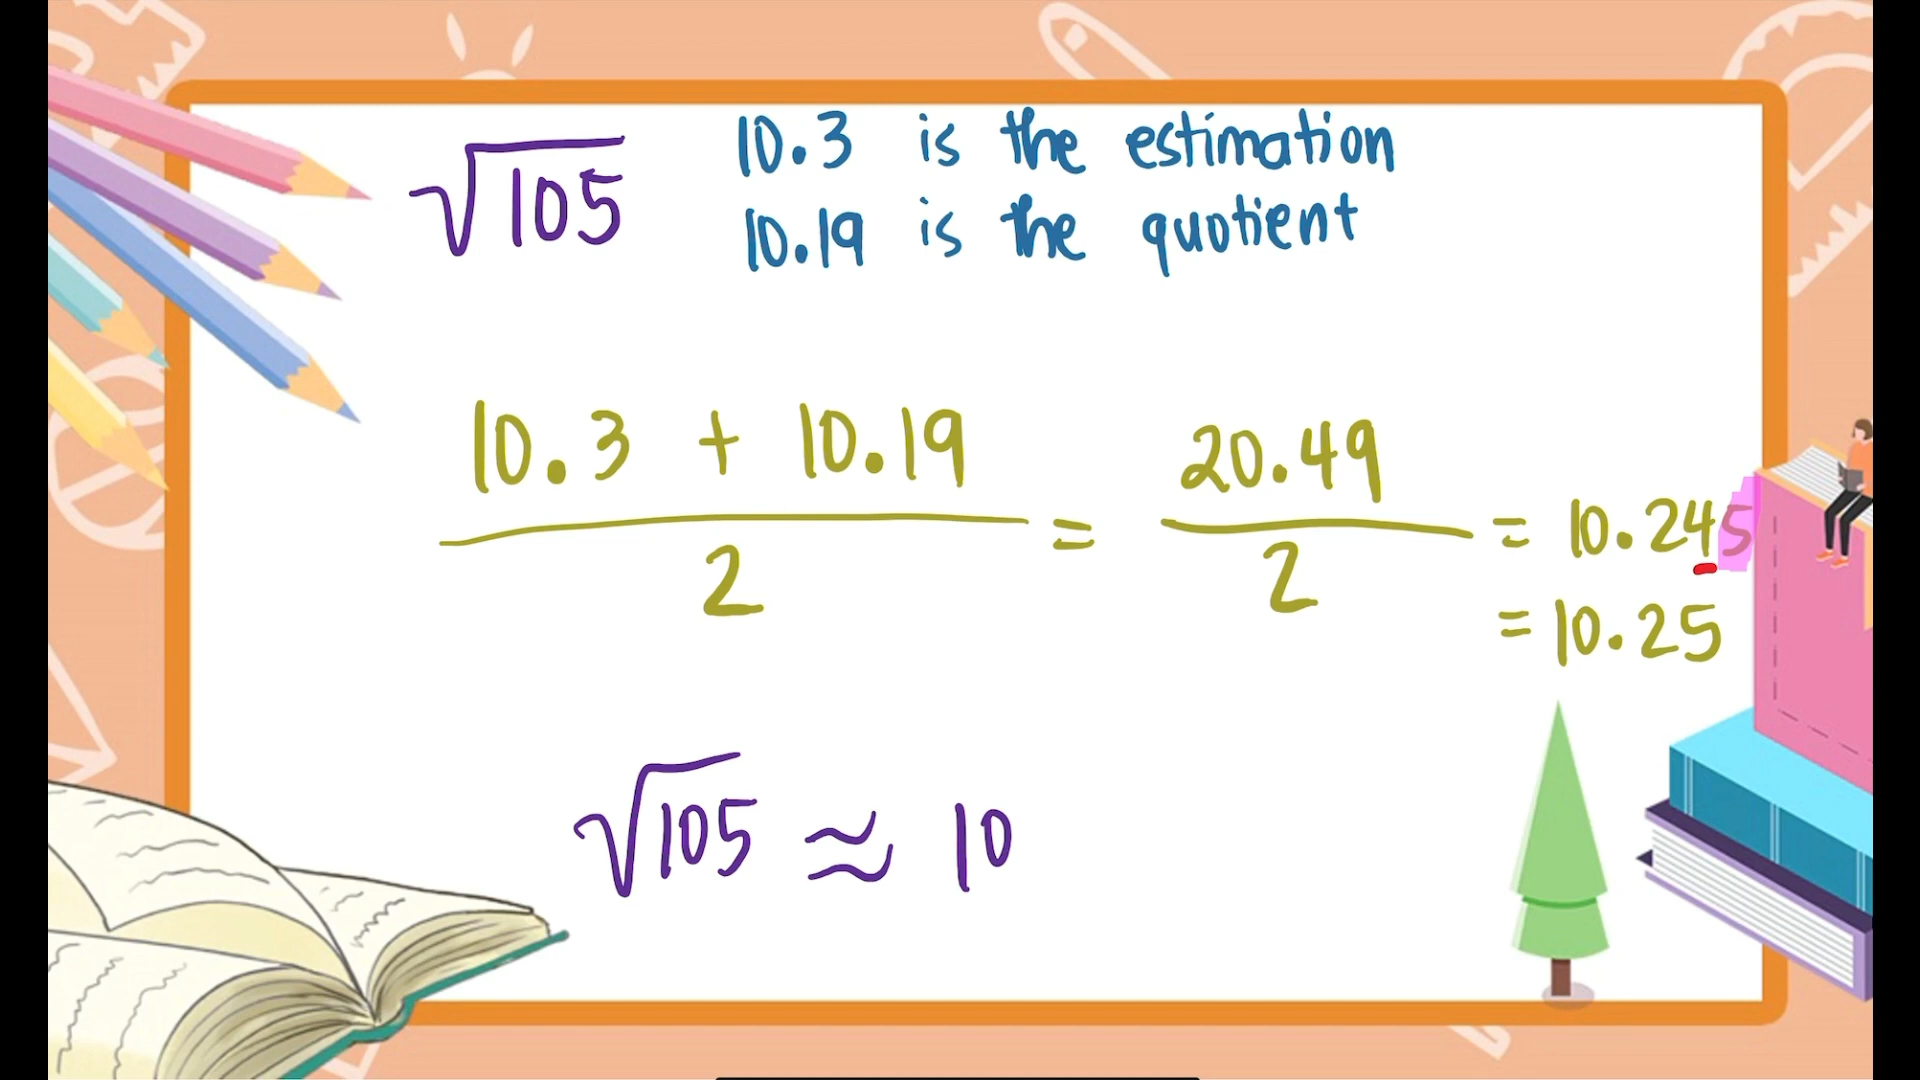 √105
10.3 is the estimation
10.19 is the quotient
10.3 + 10.19 / 2 = 20.49 / 2 = 10.245
= 10.25
√105 ≈ 10